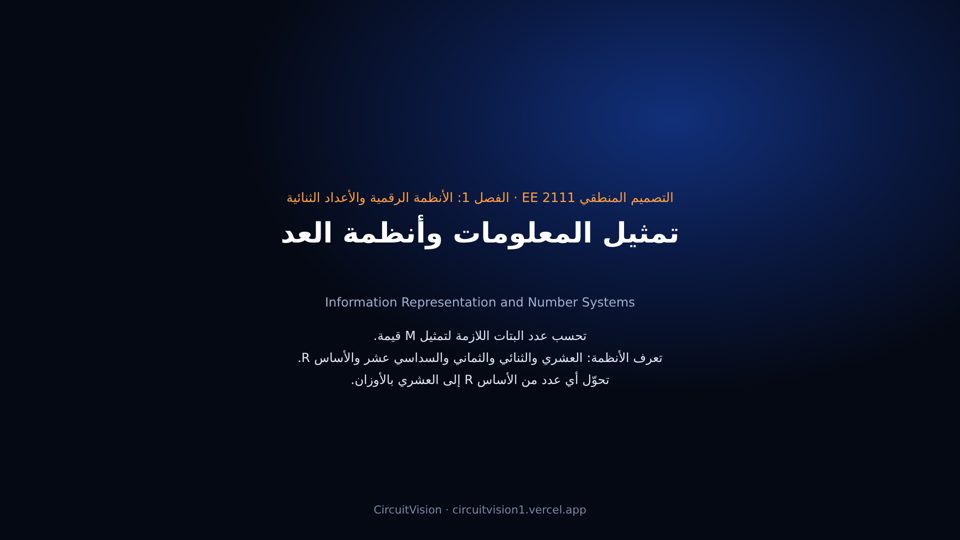 التصميم المنطقي EE 2111 · الفصل 1: الأنظمة الرقمية والأعداد الثنائية
تمثيل المعلومات وأنظمة العد
Information Representation and Number Systems
تحسب عدد البتات اللازمة لتمثيل M قيمة.
تعرف الأنظمة: العشري والثنائي والثماني والسداسي عشر والأساس R.
تحوّل أي عدد من الأساس R إلى العشري بالأوزان.
CircuitVision · circuitvision1.vercel.app